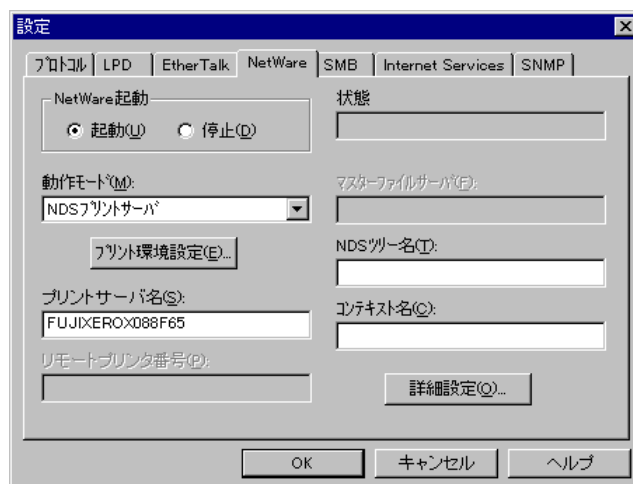 設定
プロトコル LPD EtherTalk NetWare SMB Internet Services SNMP
NetWare起動
起動(U) 停止(D)
状態
動作モード(M):
NDSプリントサーバ
プリント環境設定(E)...
プリントサーバ名(S):
FUJIXEROX088F65
リモートプリンタ番号(P):
マスターファイルサーバ(F):
NDSツリー名(T):
コンテキスト名(C):
詳細設定(O)...
OK キャンセル ヘルプ